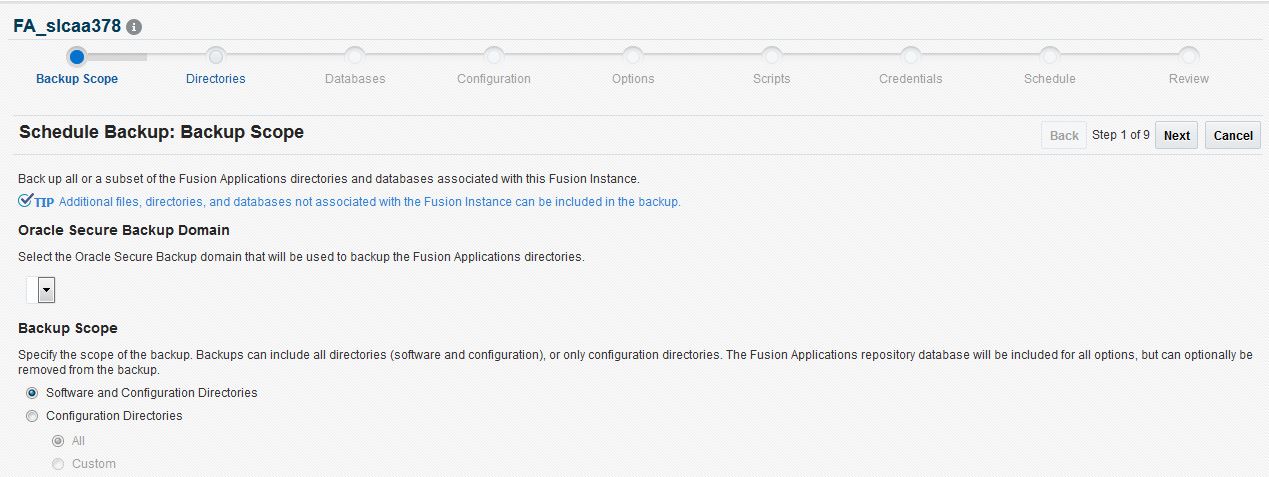 FA_slcaa378
Backup Scope
Directories
Databases
Configuration
Options
Scripts
Credentials
Schedule
Review
Schedule Backup: Backup Scope
Back Step 1 of 9 Next Cancel
Back up all or a subset of the Fusion Applications directories and databases associated with this Fusion Instance.
TIP Additional files, directories, and databases not associated with the Fusion Instance can be included in the backup.
Oracle Secure Backup Domain
Select the Oracle Secure Backup domain that will be used to backup the Fusion Applications directories.
Backup Scope
Specify the scope of the backup. Backups can include all directories (software and configuration), or only configuration directories. The Fusion Applications repository database will be included for all options, but can optionally be
removed from the backup.
Software and Configuration Directories
Configuration Directories
All
Custom